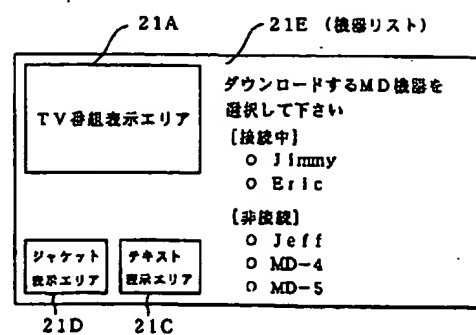 21A
21E (機器リスト)
TV番組表示エリア
ダウンロードするMD機器を
選択して下さい
[接続中]
○ Jimmy
○ Eric
[非接続]
○ Jeff
○ MD-4
○ MD-5
ジャケット
表示エリア
テキスト
表示エリア
21D
21C